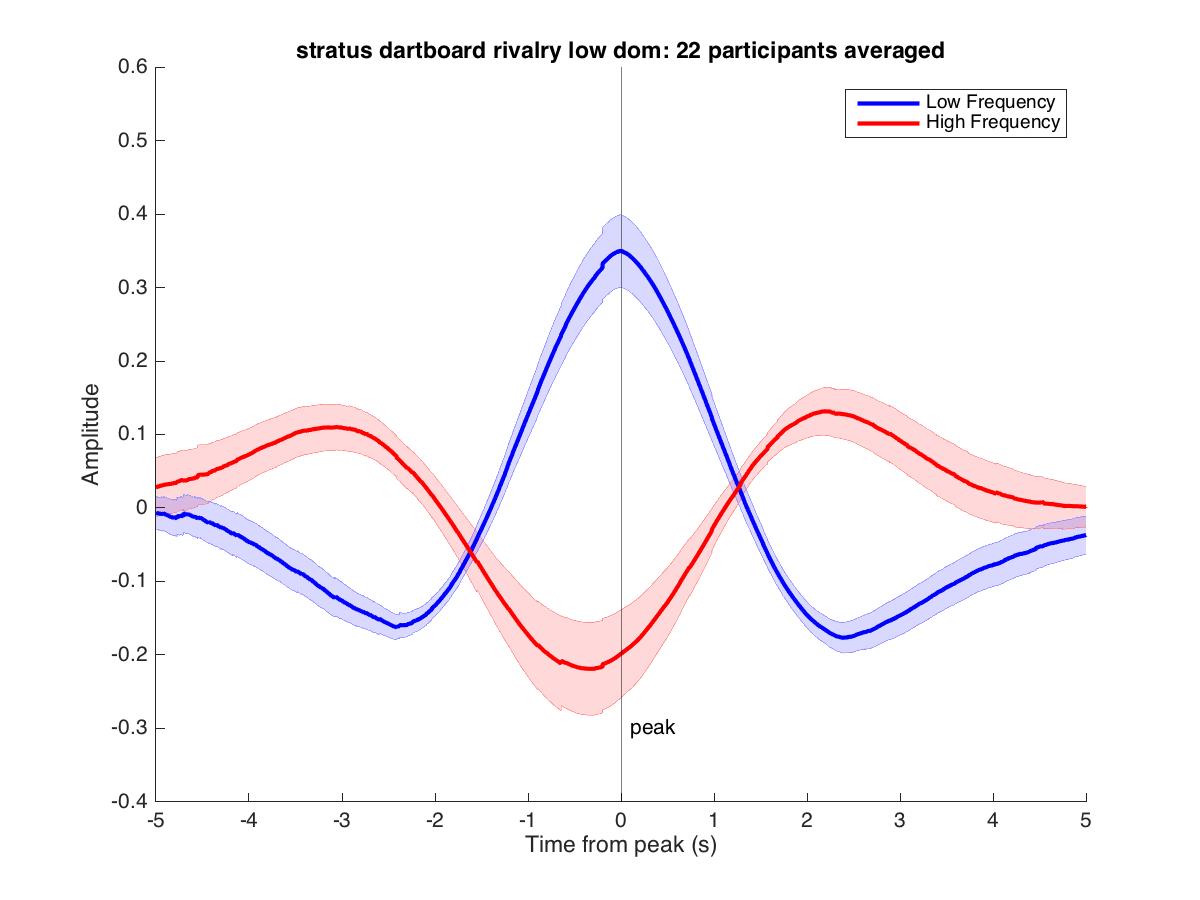 stratus dartboard rivalry low dom: 22 participants averaged
0.6
Low Frequency
High Frequency
0.5
0.4
0.3
0.2
0.1
0
-0.1
-0.2
-0.3
-0.4
Amplitude
peak
-5 -4 -3 -2 -1 0 1 2 3 4 5
Time from peak (s)